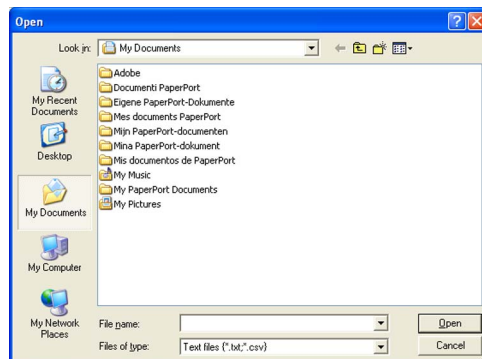 Open
Look in:
My Documents
My Recent
Documents
Desktop
My Documents
My Computer
My Network
Places
Adobe
Documenti PaperPort
Eigene PaperPort-Dokumente
Mes documents PaperPort
Mijn PaperPort-documenten
Mina PaperPort-dokument
Mis documentos de PaperPort
My Music
My PaperPort Documents
My Pictures
File name:
Open
Files of type:
Text files {*.txt;*.csv}
Cancel